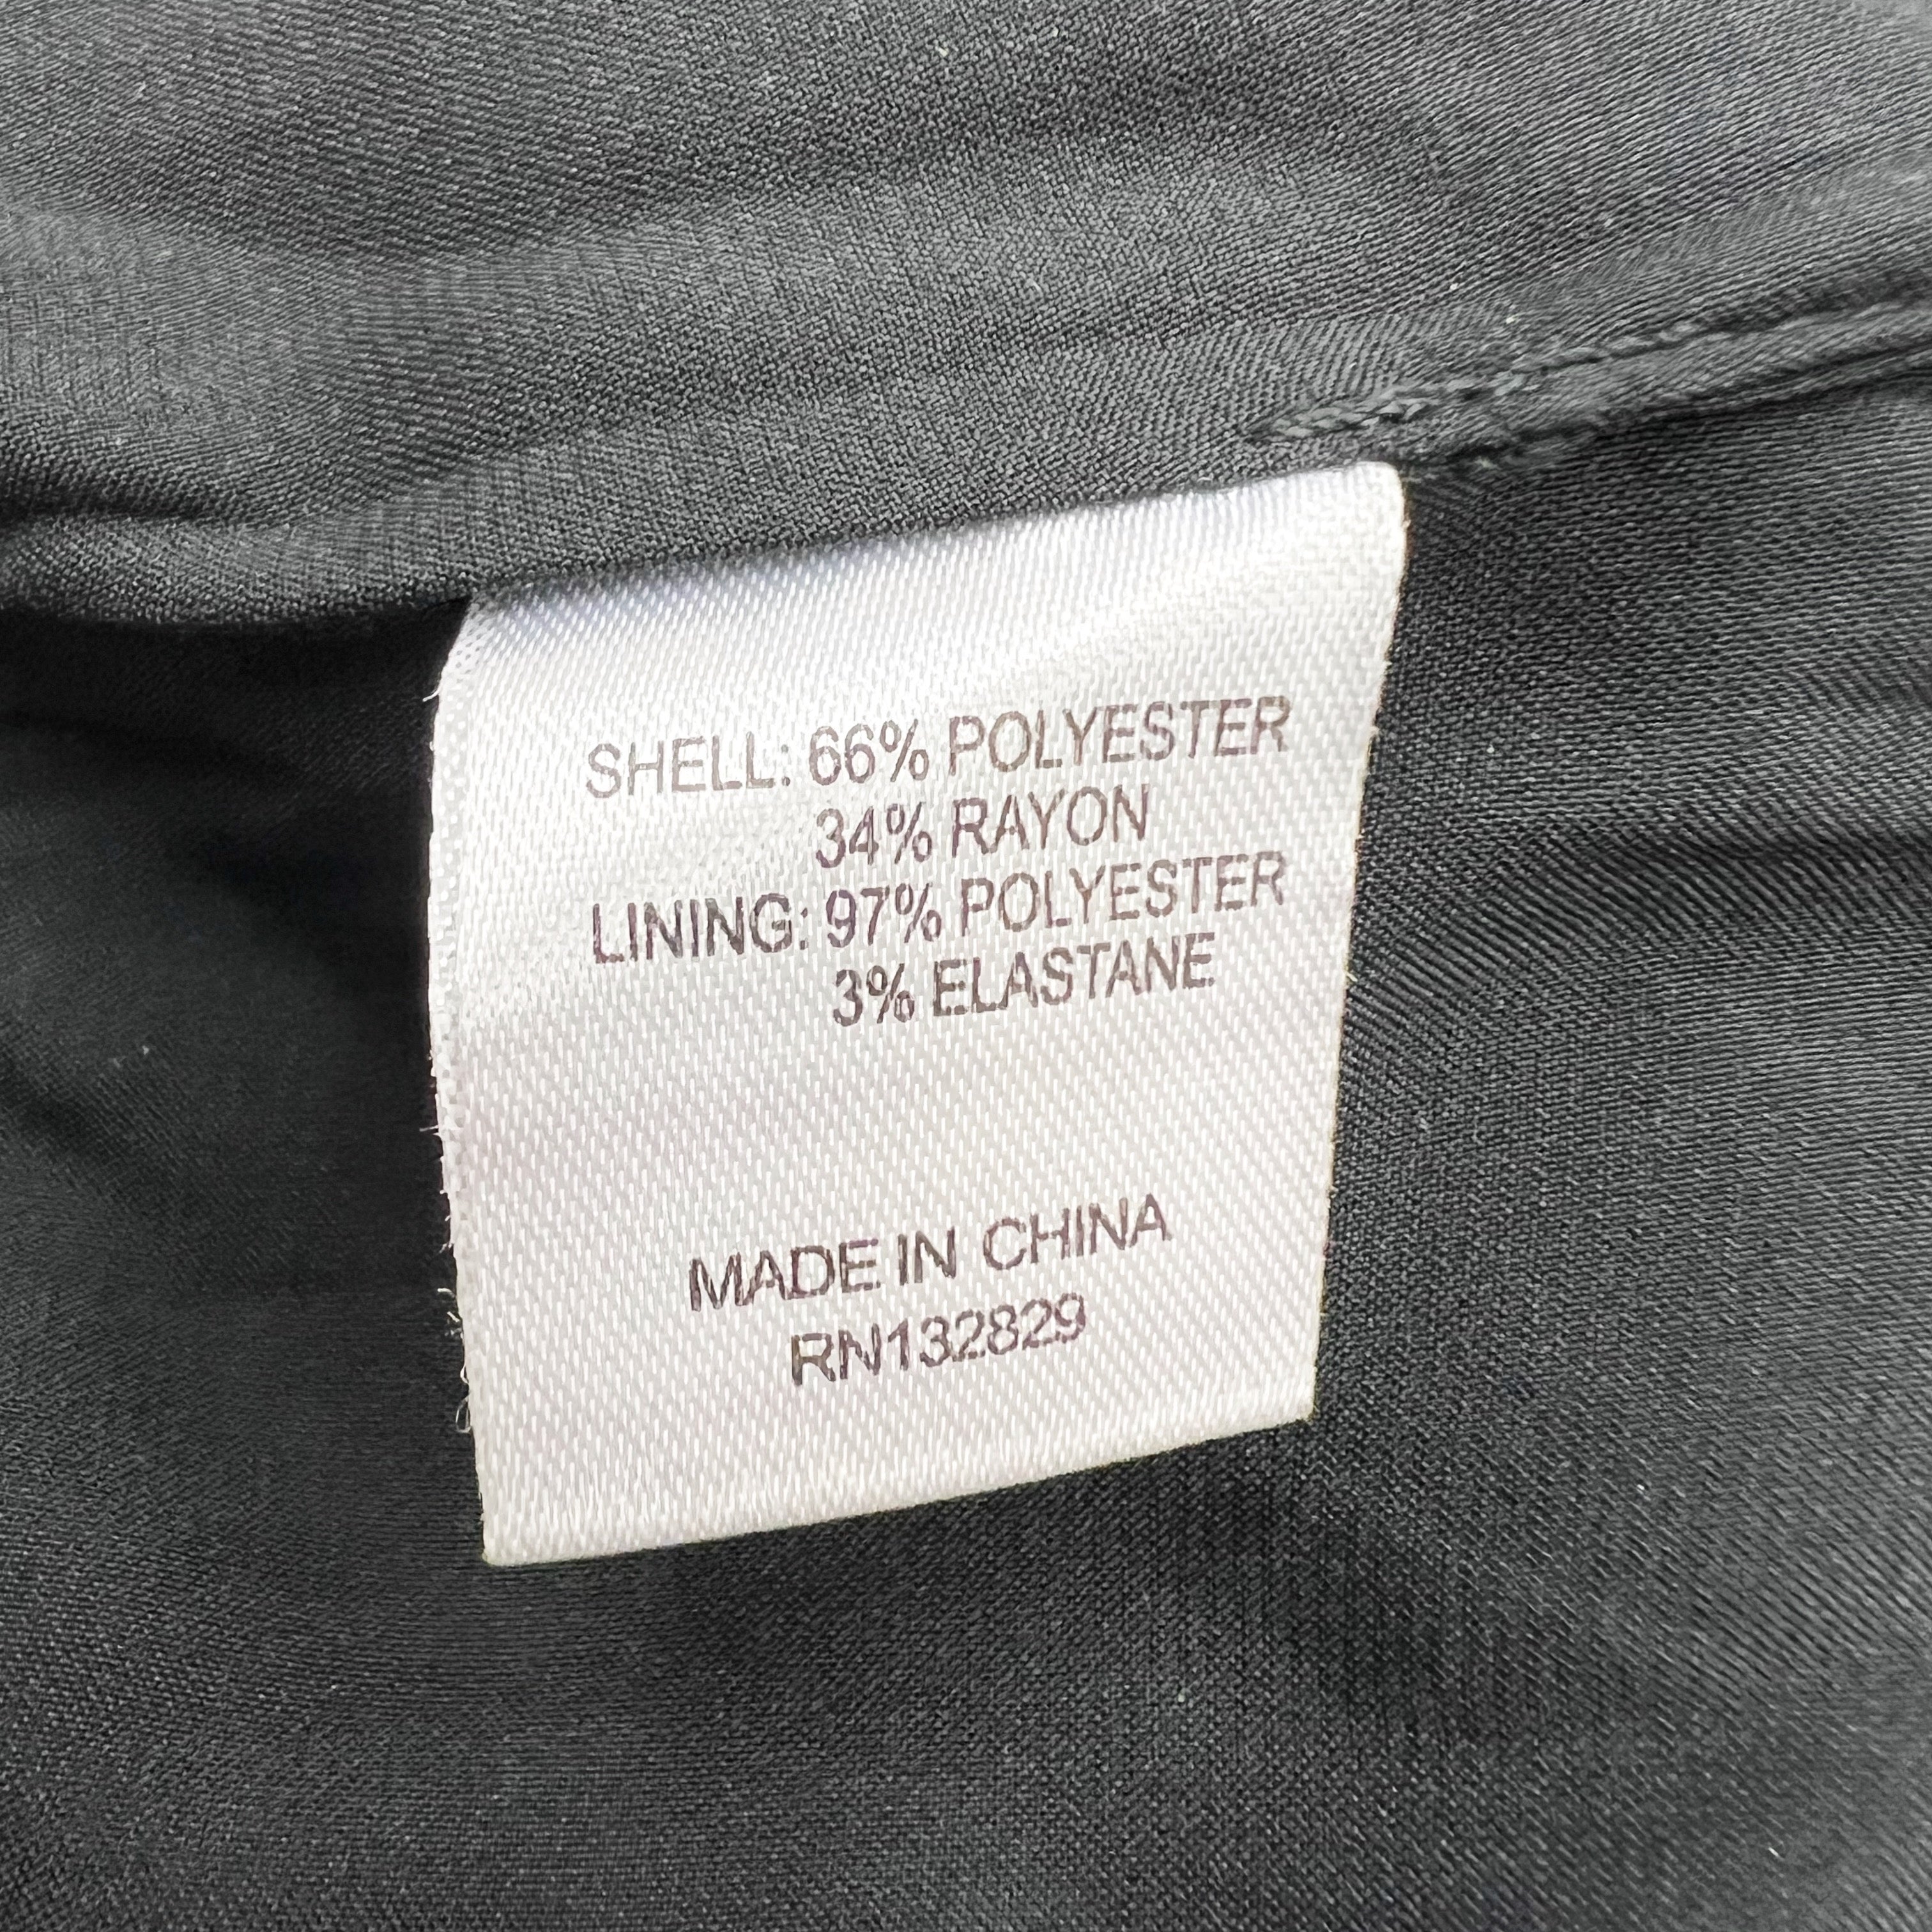 SHELL: 66% POLYESTER
34% RAYON
LINING: 97% POLYESTER
3% ELASTANE
MADE IN CHINA
RN132829